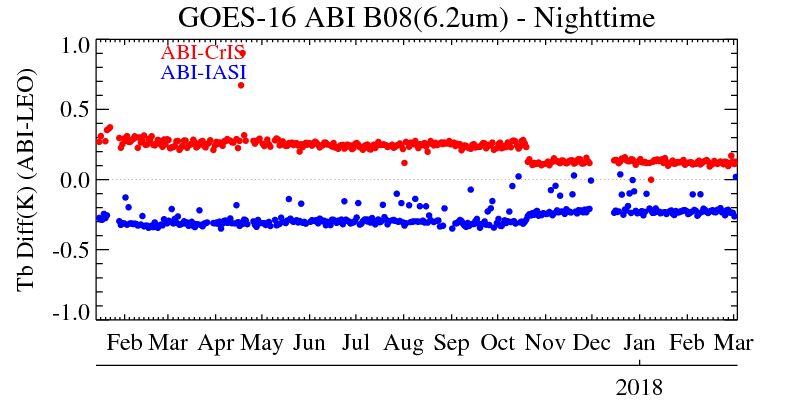 GOES-16 ABI B08(6.2um) - Nighttime
ABI-CrIS
ABI-IASI
Tb Diff(K) (ABI-LEO)
1.0
0.5
0.0
-0.5
-1.0
Feb Mar Apr May Jun Jul Aug Sep Oct Nov Dec Jan Feb Mar
2018